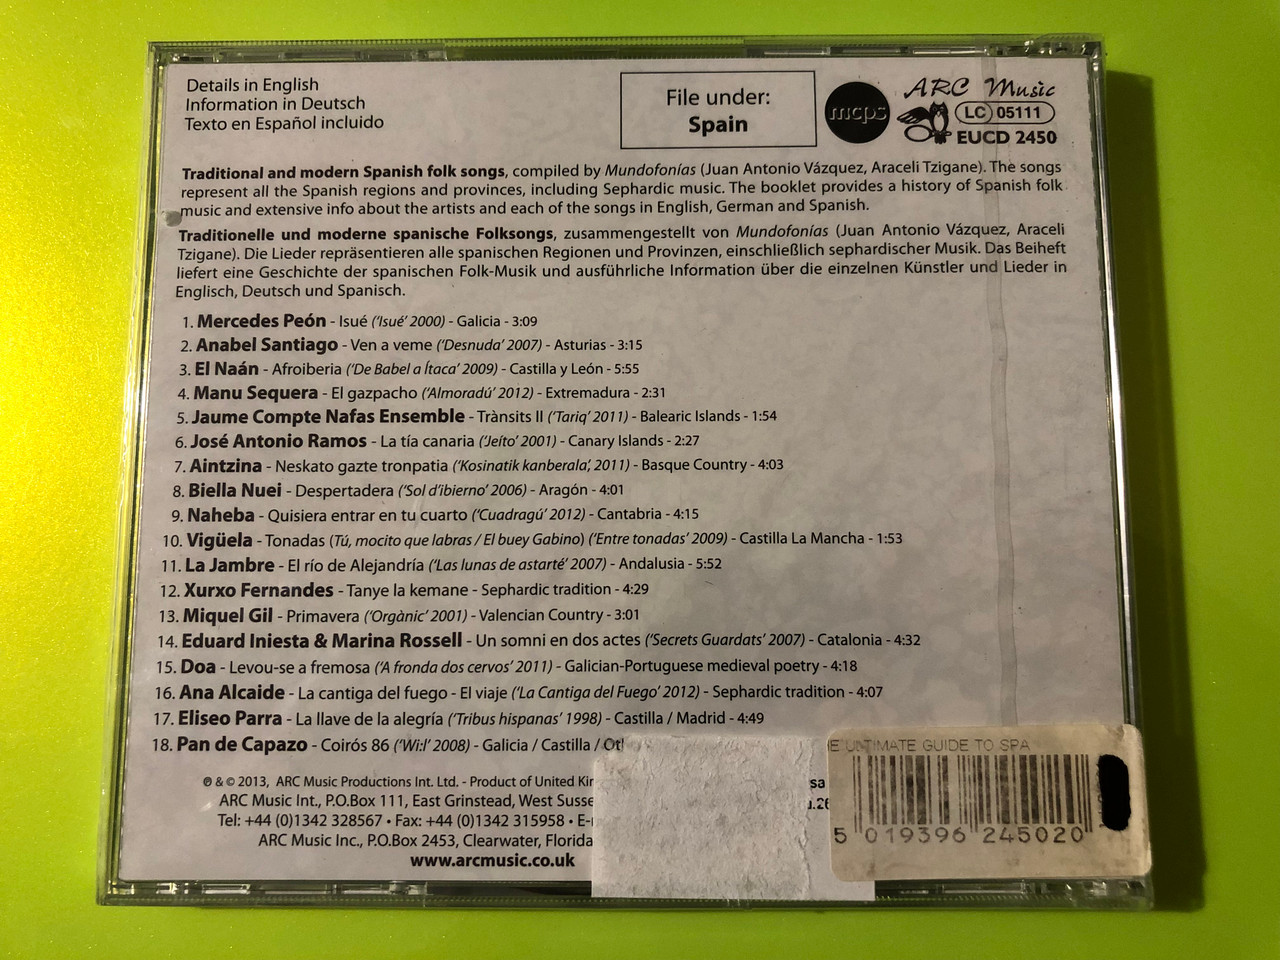 Details in English
Information in Deutsch
Texto en Español incluido
File under:
Spain
mcps
ARC Music
LC 05111
EUCD 2450
Traditional and modern Spanish folk songs, compiled by Mundofonías (Juan Antonio Vázquez, Araceli Tzigane). The songs
represent all the Spanish regions and provinces, including Sephardic music. The booklet provides a history of Spanish folk
music and extensive info about the artists and each of the songs in English, German and Spanish.
Traditionelle und moderne spanische Folksongs, zusammengestellt von Mundofonías (Juan Antonio Vázquez, Araceli
Tzigane). Die Lieder repräsentieren alle spanischen Regionen und Provinzen, einschließlich sephardischer Musik. Das Beiheft
liefert eine Geschichte der spanischen Folk-Musik und ausführliche Information über die einzelnen Künstler und Lieder in
Englisch, Deutsch und Spanisch.
1. Mercedes Peón - Isué ('Isué' 2000) - Galicia - 3:09
2. Anabel Santiago - Ven a veme ('Desnuda' 2007) - Asturias - 3:15
3. El Naán - Afroiberia ('De Babel a Ítaca' 2009) - Castilla y León - 5:55
4. Manu Sequera - El gazpacho ('Almoradú' 2012) - Extremadura - 2:31
5. Jaume Compte Nafas Ensemble - Trànsits II ('Tariq' 2011) - Balearic Islands - 1:54
6. José Antonio Ramos - La tía canaria ('Jeíto' 2001) - Canary Islands - 2:27
7. Aintzina - Neskato gazte tronpatia ('Kosinatik kanberala', 2011) - Basque Country - 4:03
8. Biella Nuei - Despertadera ('Sol d'ibierno' 2006) - Aragón - 4:01
9. Naheba - Quisiera entrar en tu cuarto ('Cuadragú' 2012) - Cantabria - 4:15
10. Vigüela - Tonadas (Tú, mocito que labras / El buey Gabino) ('Entre tonadas' 2009) - Castilla La Mancha - 1:53
11. La Jambre - El río de Alejandría ('Las lunas de astarté' 2007) - Andalusia - 5:52
12. Xurxo Fernandes - Tanye la kemane - Sephardic tradition - 4:29
13. Miquel Gil - Primavera ('Orgànic' 2001) - Valencian Country - 3:01
14. Eduard Iniesta & Marina Rossell - Un somni en dos actes ('Secrets Guardats' 2007) - Catalonia - 4:32
15. Doa - Levou-se a fremosa ('A fronda dos cervos' 2011) - Galician-Portuguese medieval poetry - 4:18
16. Ana Alcaide - La cantiga del fuego - El viaje ('La Cantiga del Fuego' 2012) - Sephardic tradition - 4:07
17. Eliseo Parra - La llave de la alegría ('Tribus hispanas' 1998) - Castilla / Madrid - 4:49
18. Pan de Capazo - Coirós 86 ('Wi:l' 2008) - Galicia / Castilla /
℗ & © 2013, ARC Music Productions Int. Ltd. - Product of United
ARC Music Int., P.O.Box 111, East Grinstead, West
Tel: +44 (0)1342 328567 • Fax: +44 (0)1342 315958 •
ARC Music Inc., P.O.Box 2453, Clearwater, Florida
www.arcmusic.co.uk
ULTIMATE GUIDE TO SPA
5 019396 245020